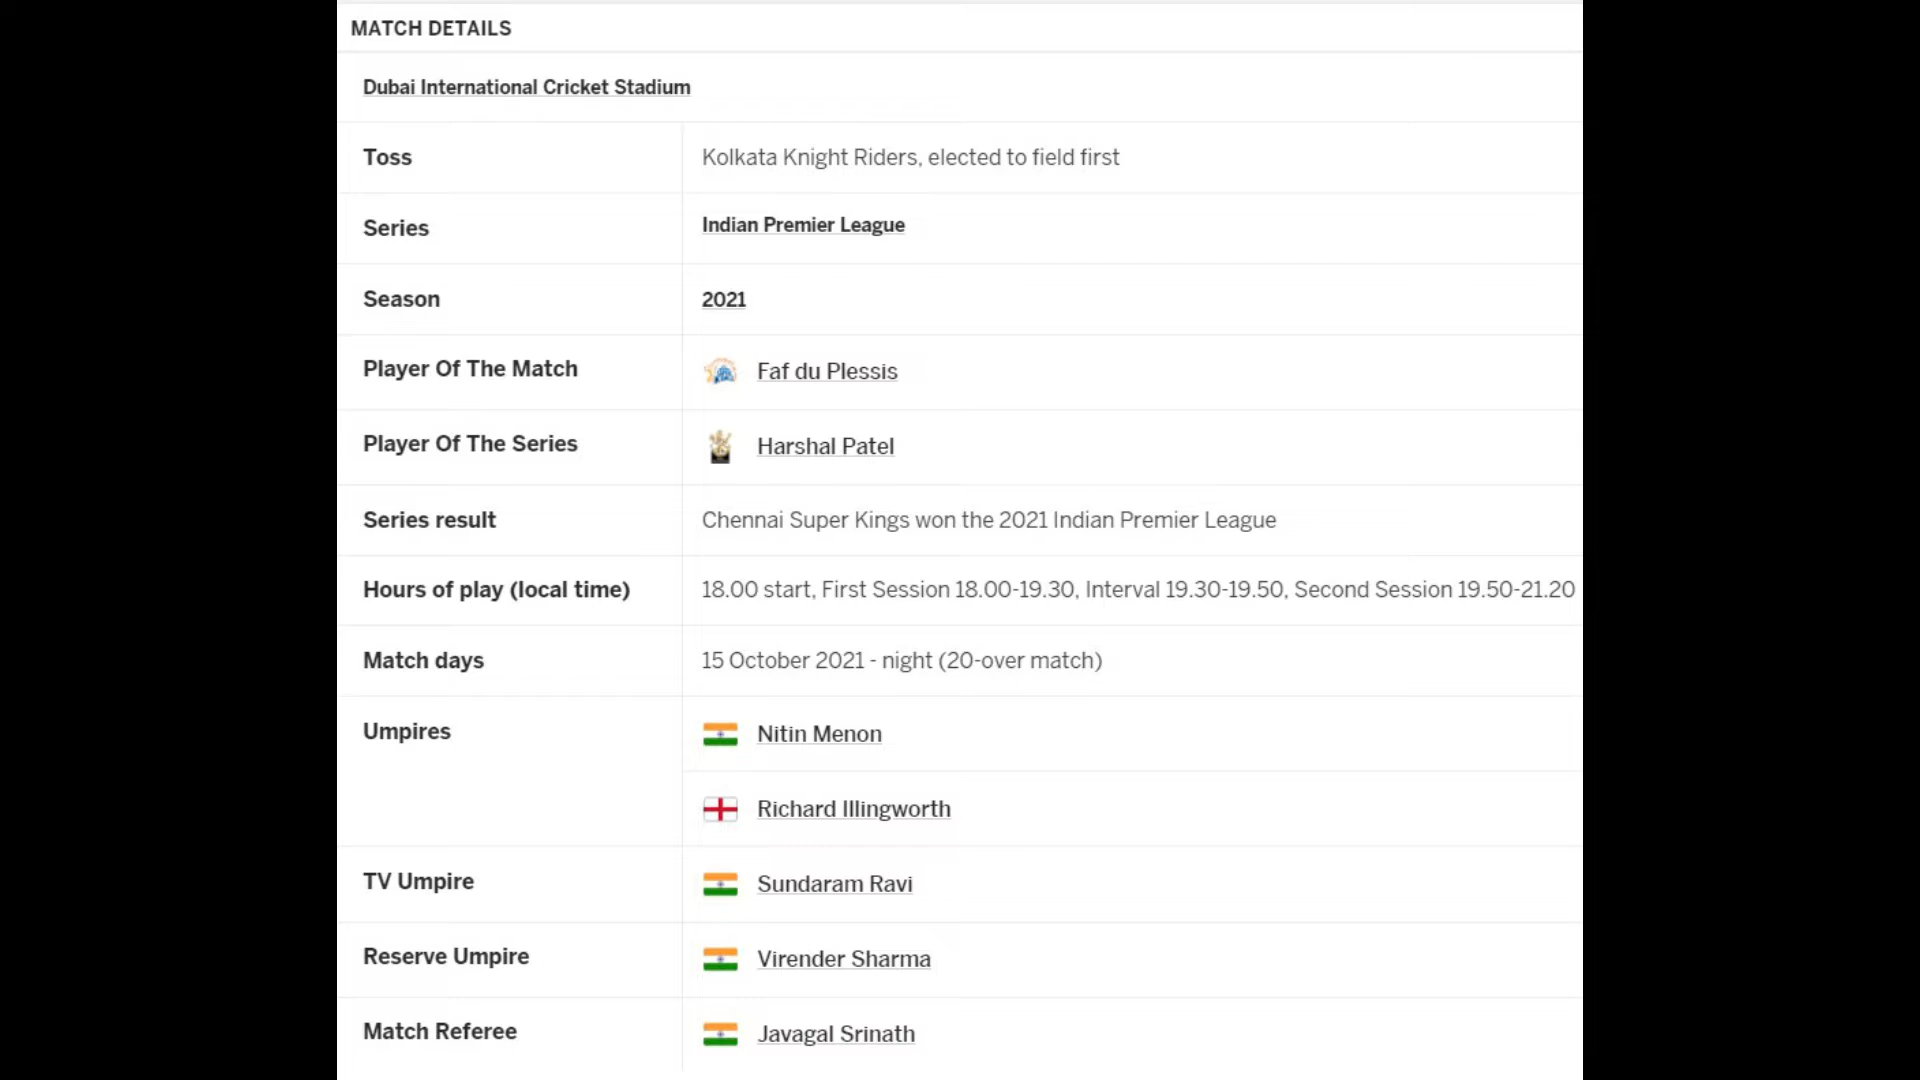 MATCH DETAILS
Dubai International Cricket Stadium
Toss Kolkata Knight Riders, elected to field first
Series Indian Premier League
Season 2021
Player Of The Match Faf du Plessis
Player Of The Series Harshal Patel
Series result Chennai Super Kings won the 2021 Indian Premier League
Hours of play (local time) 18.00 start, First Session 18.00-19.30, Interval 19.30-19.50, Second Session 19.50-21.20
Match days 15 October 2021 - night (20-over match)
Umpires Nitin Menon
Richard Illingworth
TV Umpire Sundaram Ravi
Reserve Umpire Virender Sharma
Match Referee Javagal Srinath